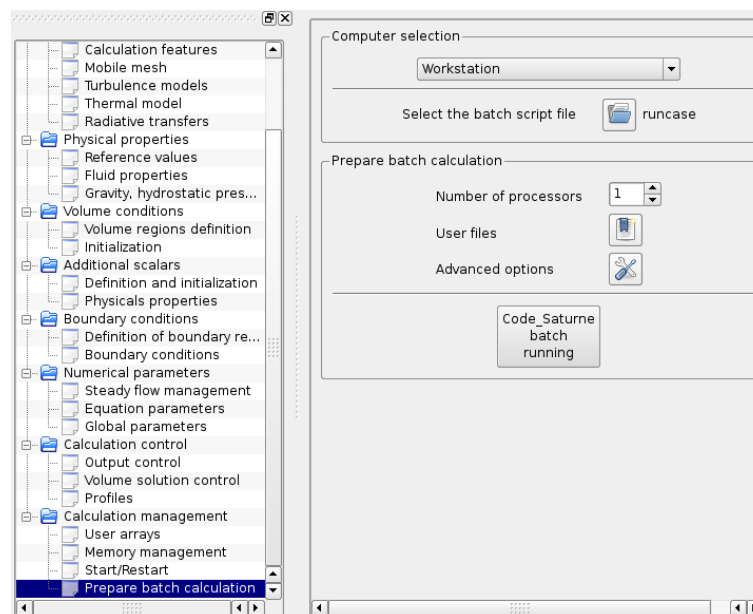 Calculation features
Mobile mesh
Turbulence models
Thermal model
Radiative transfers
Physical properties
Reference values
Fluid properties
Gravity, hydrostatic pres...
Volume conditions
Volume regions definition
Initialization
Additional scalars
Definition and initialization
Physicals properties
Boundary conditions
Definition of boundary re...
Boundary conditions
Numerical parameters
Steady flow management
Equation parameters
Global parameters
Calculation control
Output control
Volume solution control
Profiles
Calculation management
User arrays
Memory management
Start/Restart
Prepare batch calculation
Computer selection
Workstation
Select the batch script file runcase
Prepare batch calculation
Number of processors 1
User files
Advanced options
Code_Saturne
batch
running